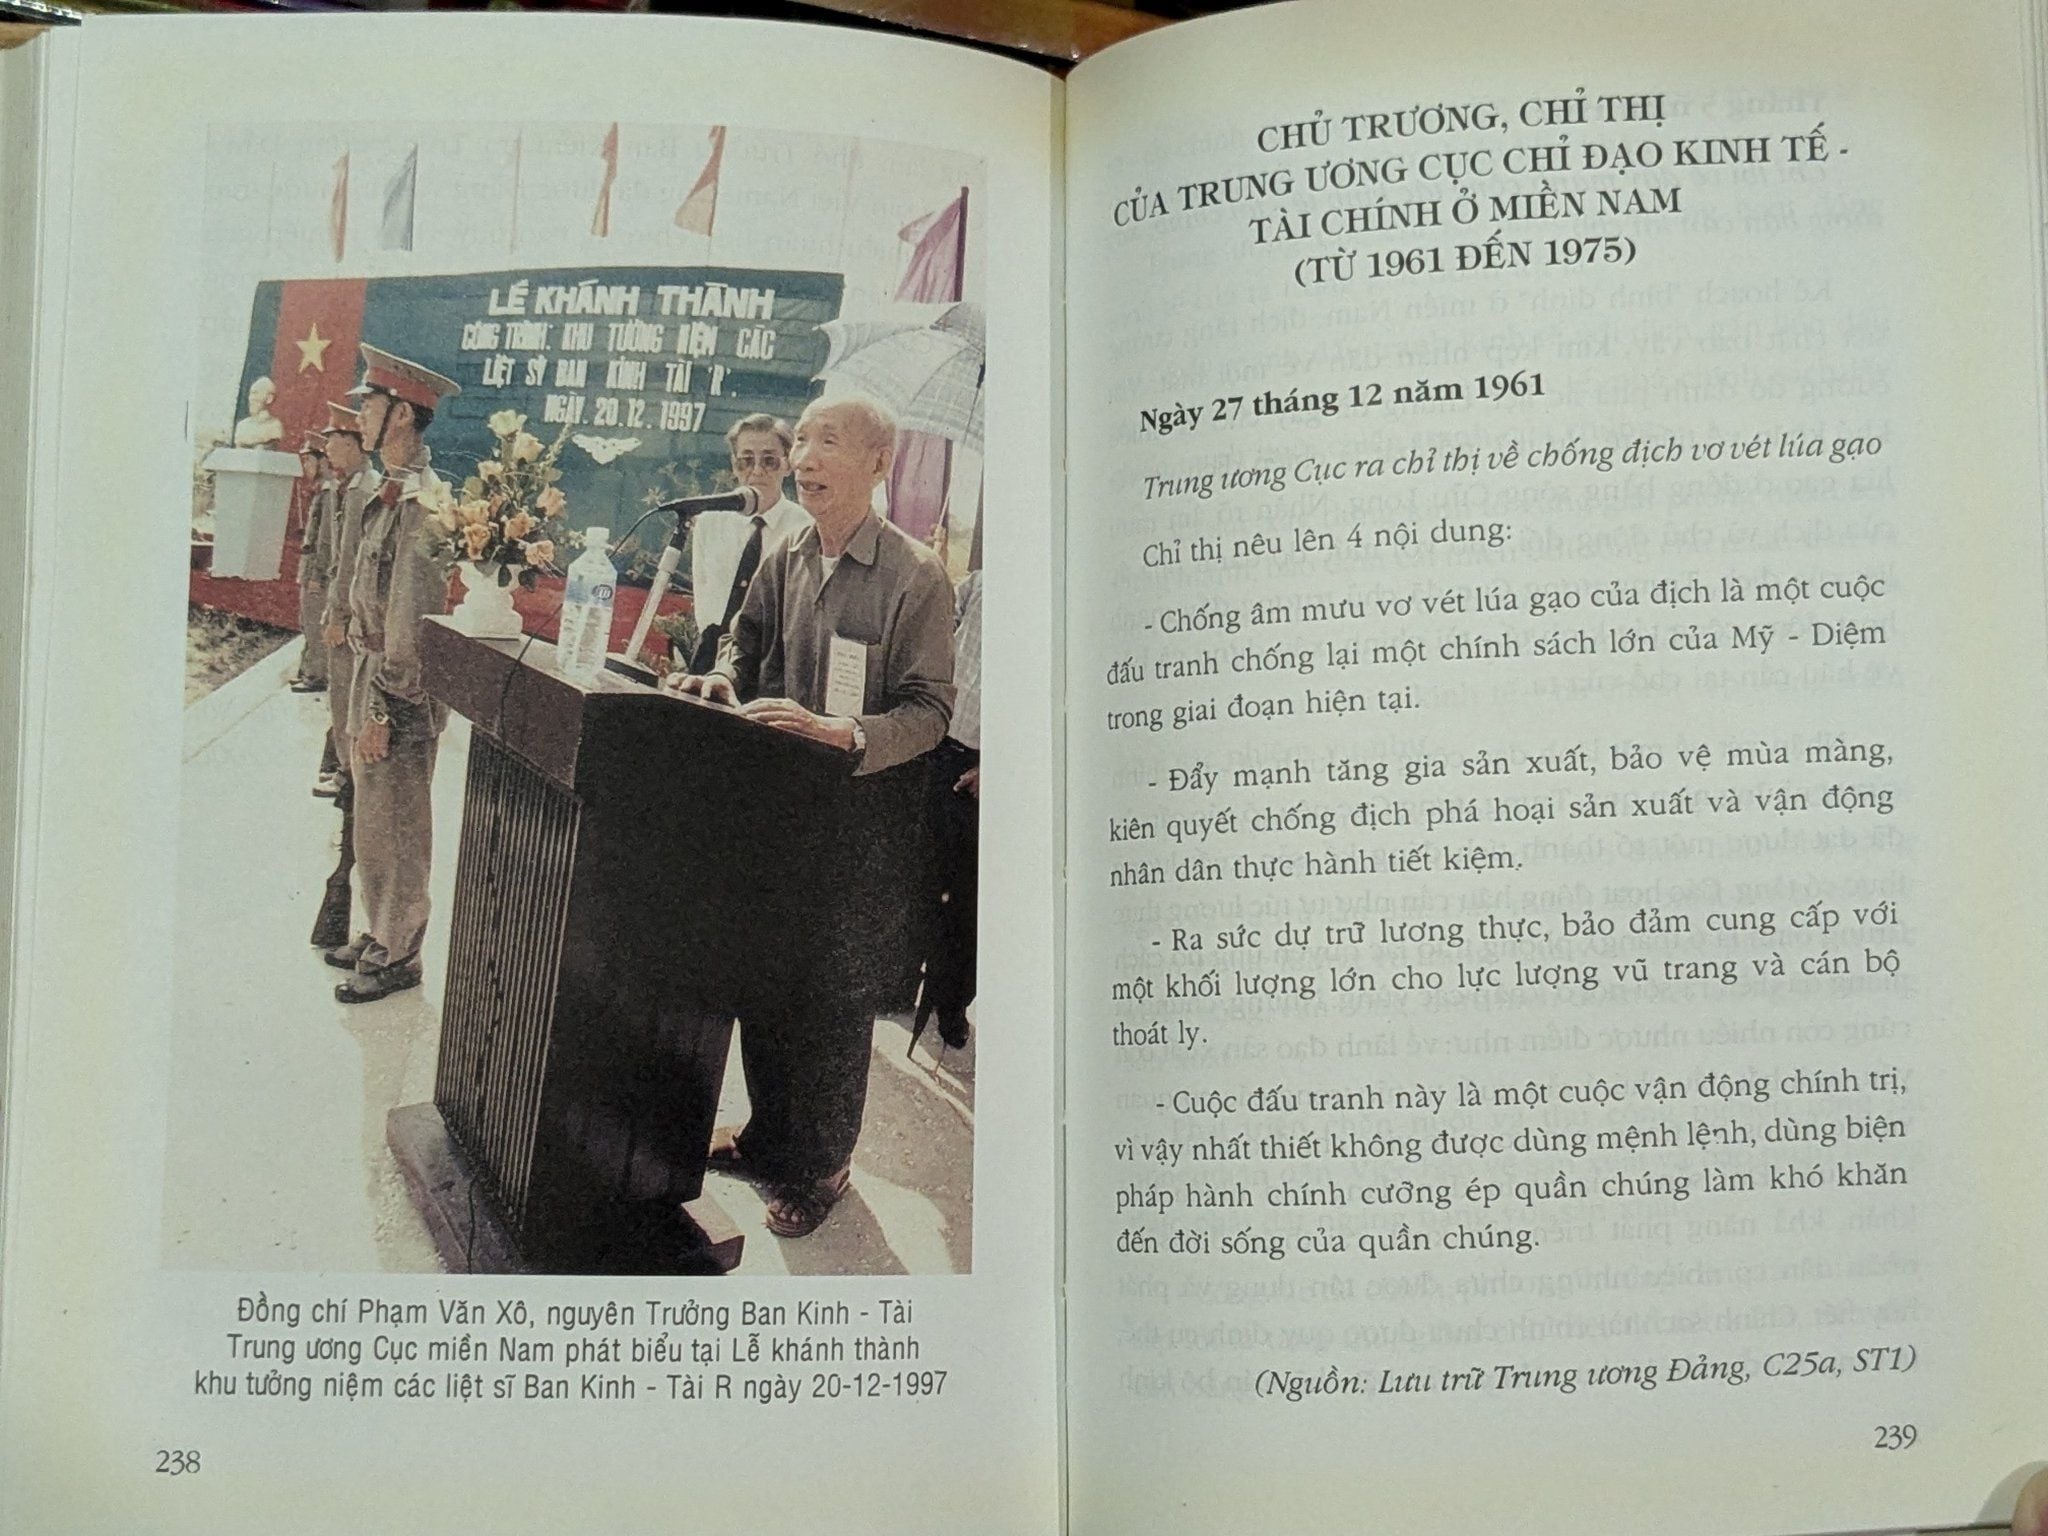 LỄ KHÁNH THÀNH
CÔNG TRÌNH: KHU TƯỞNG NIỆM CÁC
LIỆT SỸ BAN KINH TÀI 'R'.
NGÀY. 20.12.1997
Đồng chí Phạm Văn Xô, nguyên Trưởng Ban Kinh - Tài
Trung ương Cục miền Nam phát biểu tại Lễ khánh thành
khu tưởng niệm các liệt sĩ Ban Kinh - Tài R ngày 20-12-1997
238
CHỦ TRƯƠNG, CHỈ THỊ
CỦA TRUNG ƯƠNG CỤC CHỈ ĐẠO KINH TẾ -
TÀI CHÍNH Ở MIỀN NAM
(TỪ 1961 ĐẾN 1975)
Ngày 27 tháng 12 năm 1961
Trung ương Cục ra chỉ thị về chống địch vơ vét lúa gạo
Chỉ thị nêu lên 4 nội dung:
- Chống âm mưu vơ vét lúa gạo của địch là một cuộc
đấu tranh chống lại một chính sách lớn của Mỹ - Diệm
trong giai đoạn hiện tại.
- Đẩy mạnh tăng gia sản xuất, bảo vệ mùa màng,
kiên quyết chống địch phá hoại sản xuất và vận động
nhân dân thực hành tiết kiệm.
- Ra sức dự trữ lương thực, bảo đảm cung cấp với
một khối lượng lớn cho lực lượng vũ trang và cán bộ
thoát ly.
- Cuộc đấu tranh này là một cuộc vận động chính trị,
vì vậy nhất thiết không được dùng mệnh lệnh, dùng biện
pháp hành chính cưỡng ép quần chúng làm khó khăn
đến đời sống của quần chúng.
(Nguồn: Lưu trữ Trung ương Đảng, C25a, ST1)
239